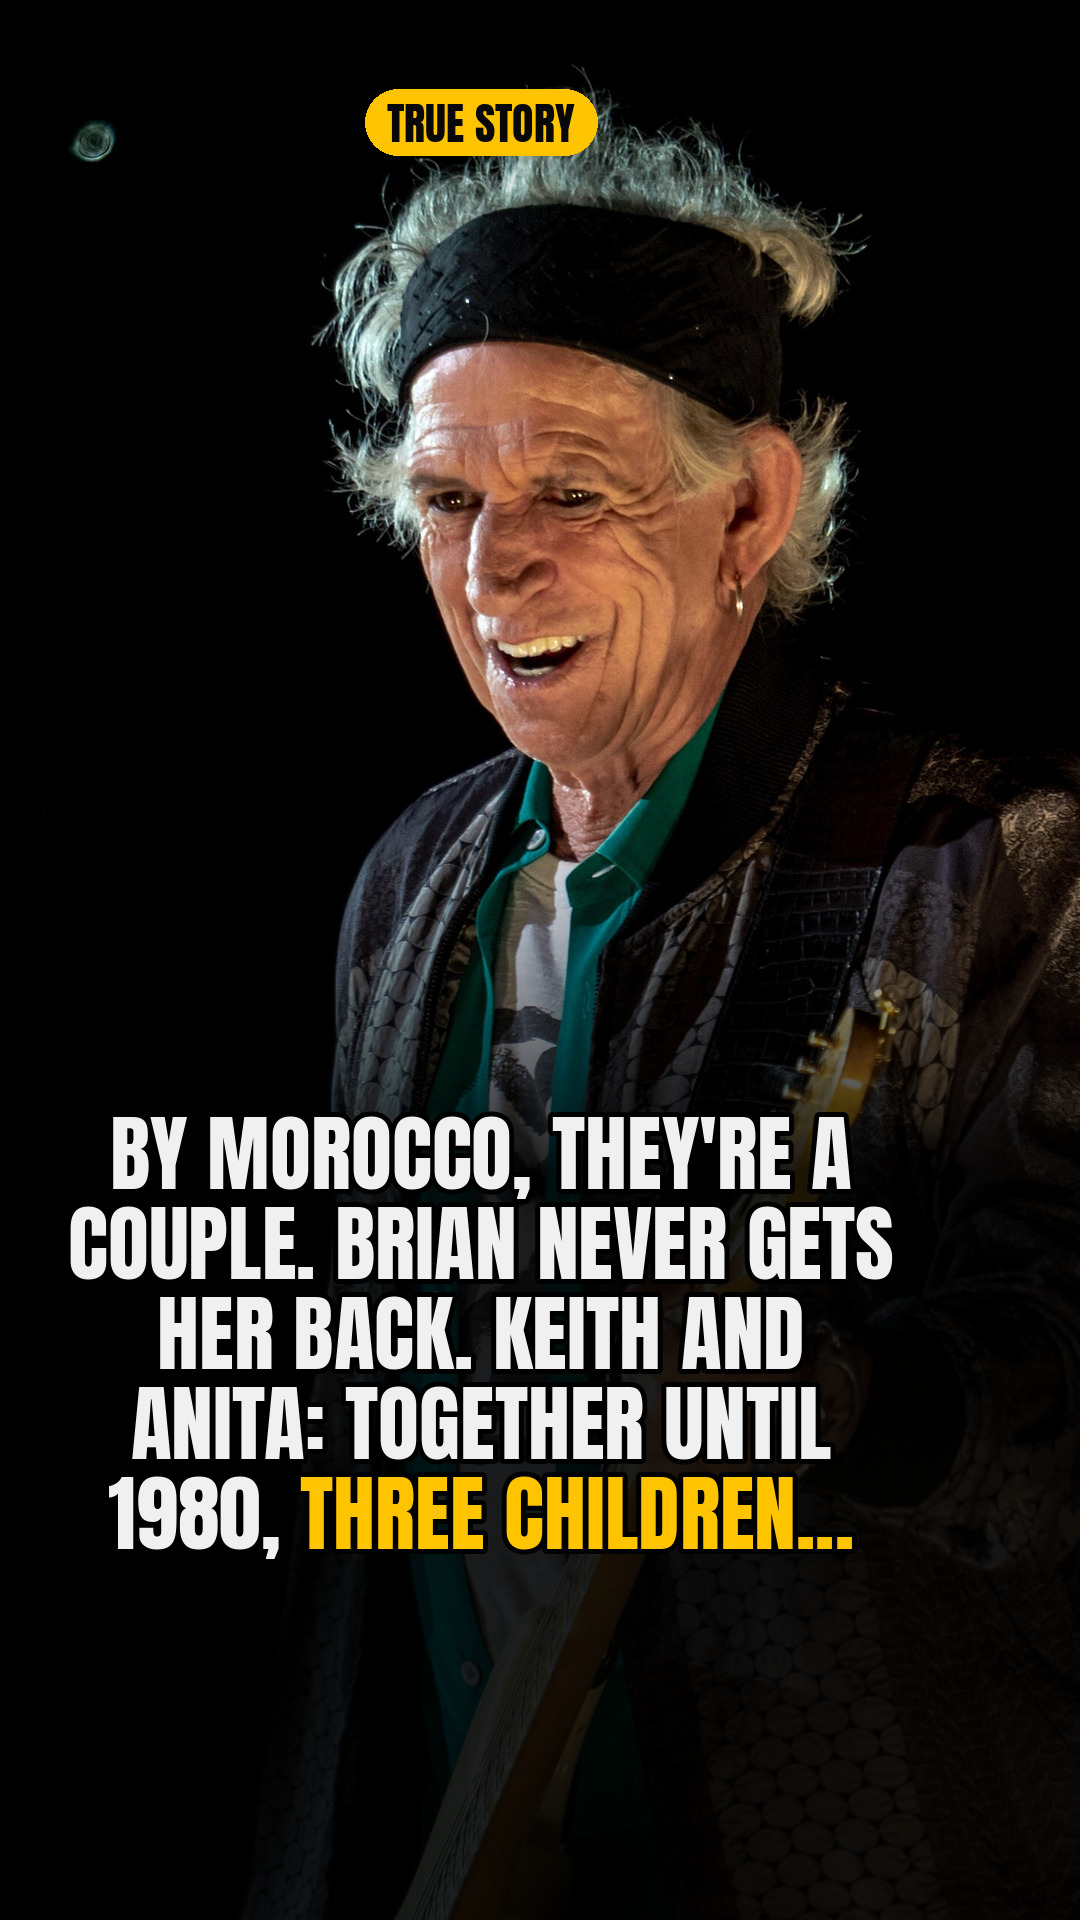 TRUE STORY
BY MOROCCO, THEY'RE A
COUPLE. BRIAN NEVER GETS
HER BACK. KEITH AND
ANITA: TOGETHER UNTIL
1980, THREE CHILDREN...